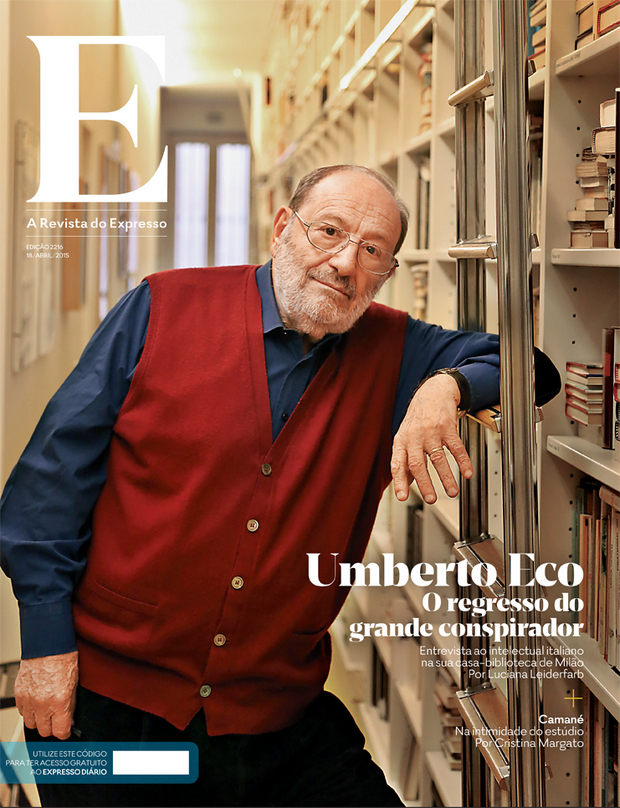 E
A Revista do Expresso
EDIÇÃO 2216
18/ABRIL/2015
Umberto Eco
O regresso do
grande conspirador
Entrevista ao intelectual italiano
na sua casa-biblioteca de Milão
Por Luciana Leiderfarb
+
Camané
Na intimidade do estúdio
Por Cristina Margato
UTILIZE ESTE CÓDIGO
PARA TER ACESSO GRATUITO
AO EXPRESSO DIÁRIO